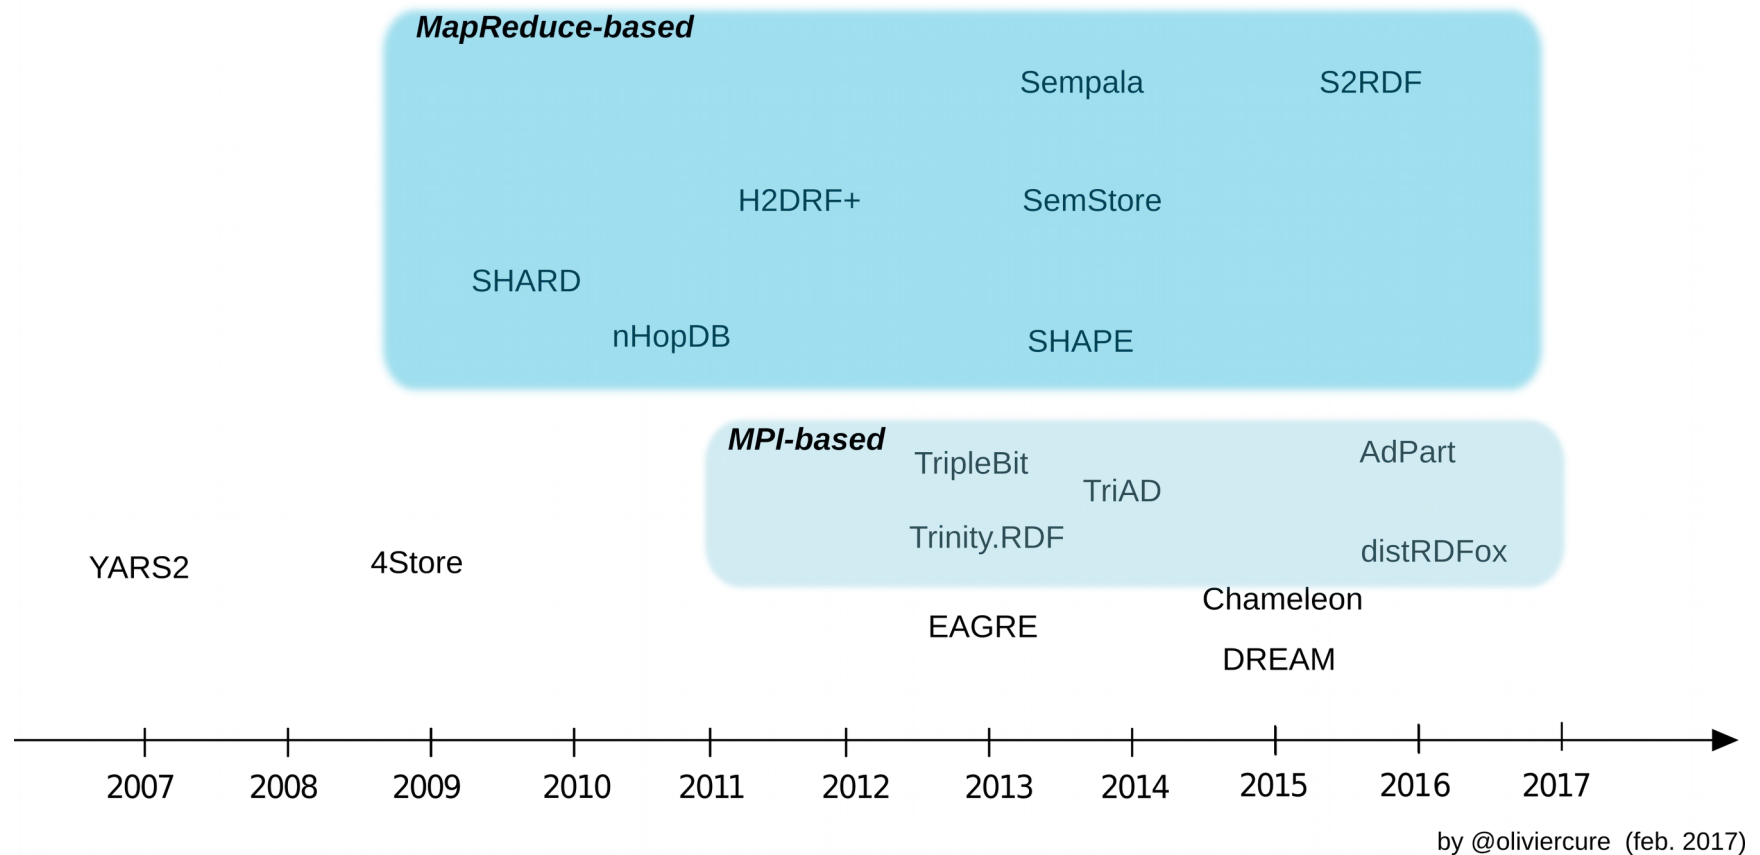 MapReduce-based
Sempala
S2RDF
H2DRF+
SemStore
SHARD
nHopDB
SHAPE
MPI-based
TripleBit
AdPart
TriAD
Trinity.RDF
distRDFox
YARS2
4Store
Chameleon
EAGRE
DREAM
2007 2008 2009 2010 2011 2012 2013 2014 2015 2016 2017
by @oliviercure (feb. 2017)